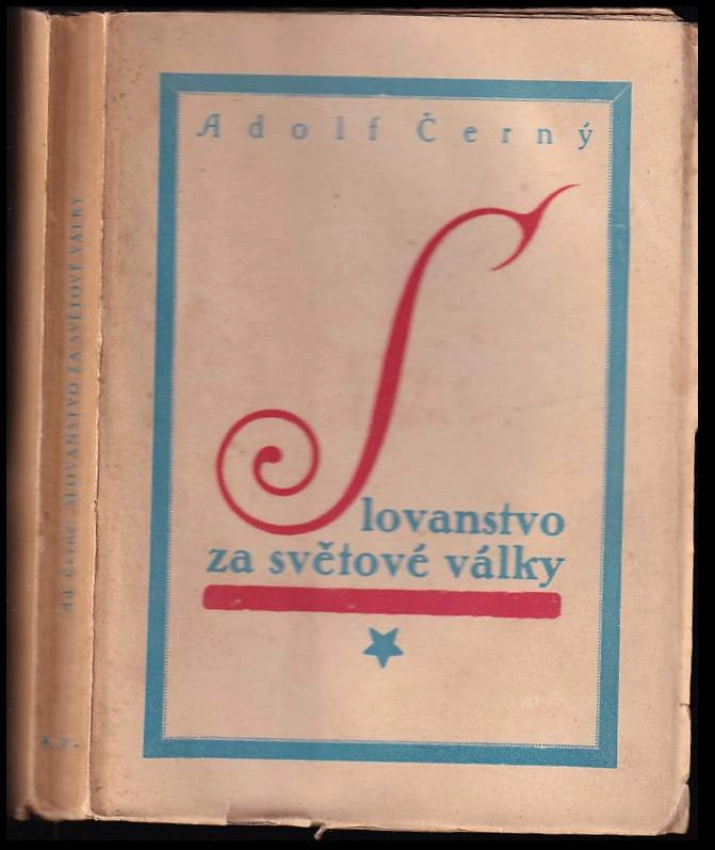 Adolf Černý
Slovanstvo
za světové války
Ad Černý: SLOVANSTVO ZA SVĚTOVÉ VÁLKY